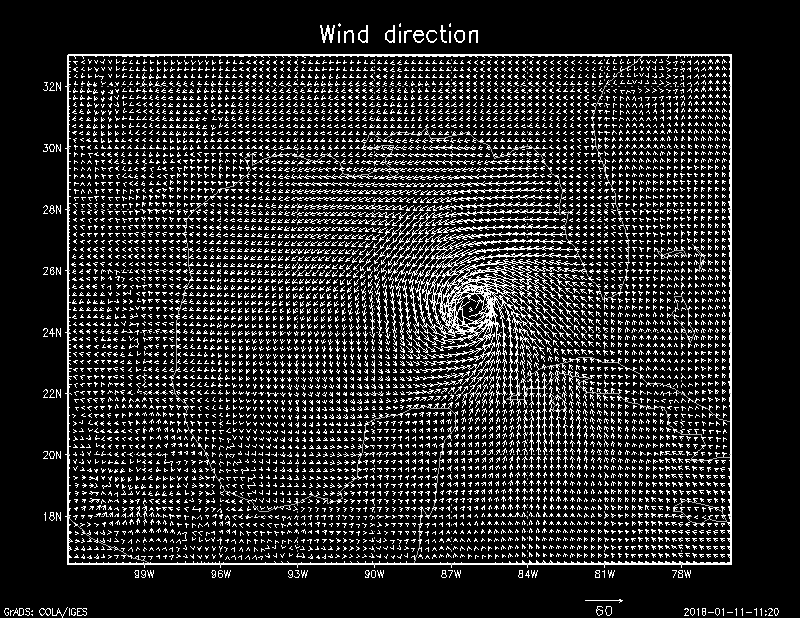 Wind direction
32N
30N
28N
26N
24N
22N
20N
18N
99W 96W 93W 90W 87W 84W 81W 78W
60
GrADS: COLA/IGES 2018-01-11-11:20